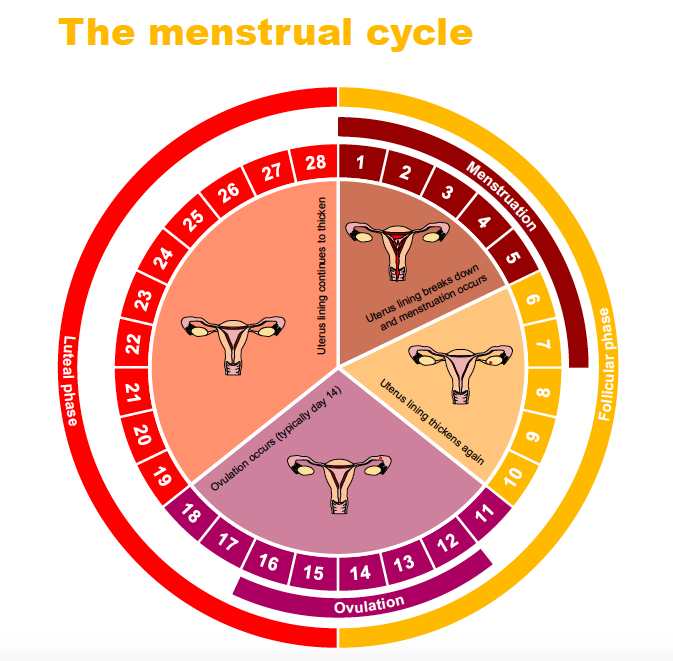 The menstrual cycle
1
2
3
4
5
6
7
8
9
10
11
12
13
14
15
16
17
18
19
20
21
22
23
24
25
26
27
28
Menstruation
Follicular phase
Ovulation
Luteal phase
Uterus lining breaks down
and menstruation occurs
Uterus lining thickens again
Ovulation occurs (typically day 14)
Uterus lining continues to thicken